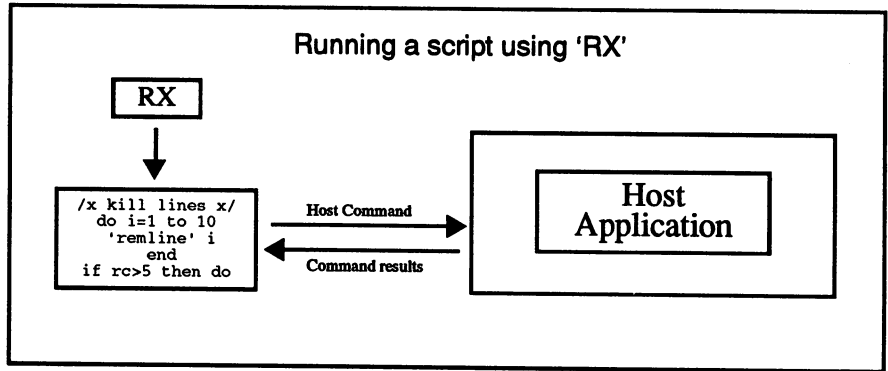 Running a script using ‘RX’
RX
/x kill lines x/
do i=1 to 10
'remline' i
end
if rc>5 then do
Host Command
Command results
Host
Application